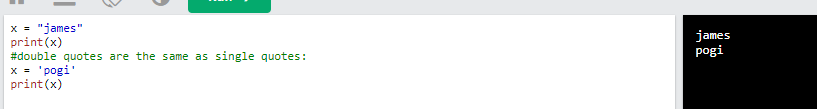 x = "james"
print(x)
#double quotes are the same as single quotes:
x = 'pogi'
print(x)
james
pogi